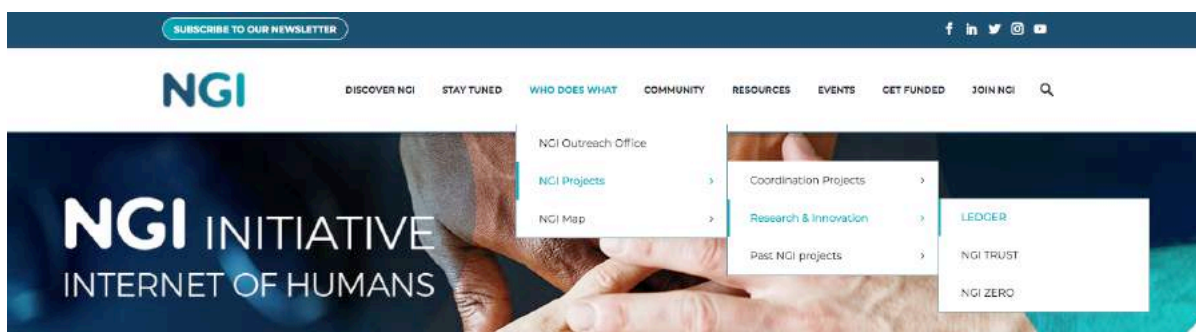 SUBSCRIBE TO OUR NEWSLETTER
NGI
DISCOVER NGI STAY TUNED WHO DOES WHAT COMMUNITY RESOURCES EVENTS GET FUNDED JOIN NGI
NGI Outreach Office
NGI Projects
NGI Map
Coordination Projects
Research & Innovation
Past NGI projects
LEDGER
NGI TRUST
NGI ZERO
NGI INITIATIVE
INTERNET OF HUMANS